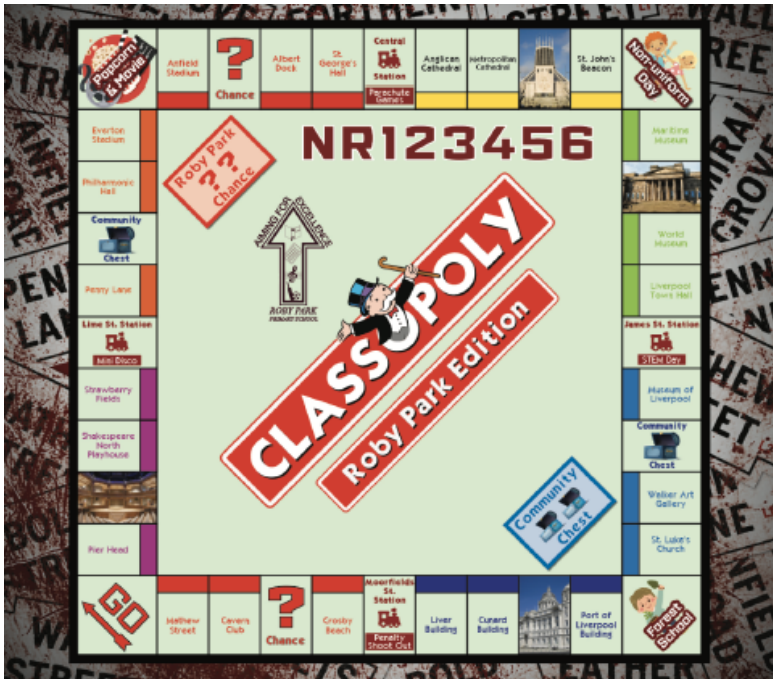 Popcorn
& Movie
Anfield
Stadium
?
Chance
Albert
Dock
St.
George's
Hall
Central
Station
Parachute
Games
Anglican
Cathedral
Metropolitan
Cathedral
St. John's
Beacon
Non-uniform
Day
Everton
Stadium
Philharmonic
Hall
Community
Chest
Penny Lane
Lime St. Station
Mini Disco
Strawberry
Fields
Shakespeare
North
Playhouse
Pier Head
Roby Park
? ?
Chance
NR123456
AIMING FOR EXCELLENCE
ROBY PARK
PRIMARY SCHOOL
CLASSOPOLY
Roby Park Edition
Community
Chest
Maritime
Museum
World
Museum
Liverpool
Town Hall
James St. Station
STEM Day
Museum of
Liverpool
Community
Chest
Walker Art
Gallery
St. Luke's
Church
GO
Mathew
Street
Cavern
Club
?
Chance
Crosby
Beach
Moorfields
St.
Station
Penalty
Shoot Out
Liver
Building
Cunard
Building
Port of
Liverpool
Building
Forest
School